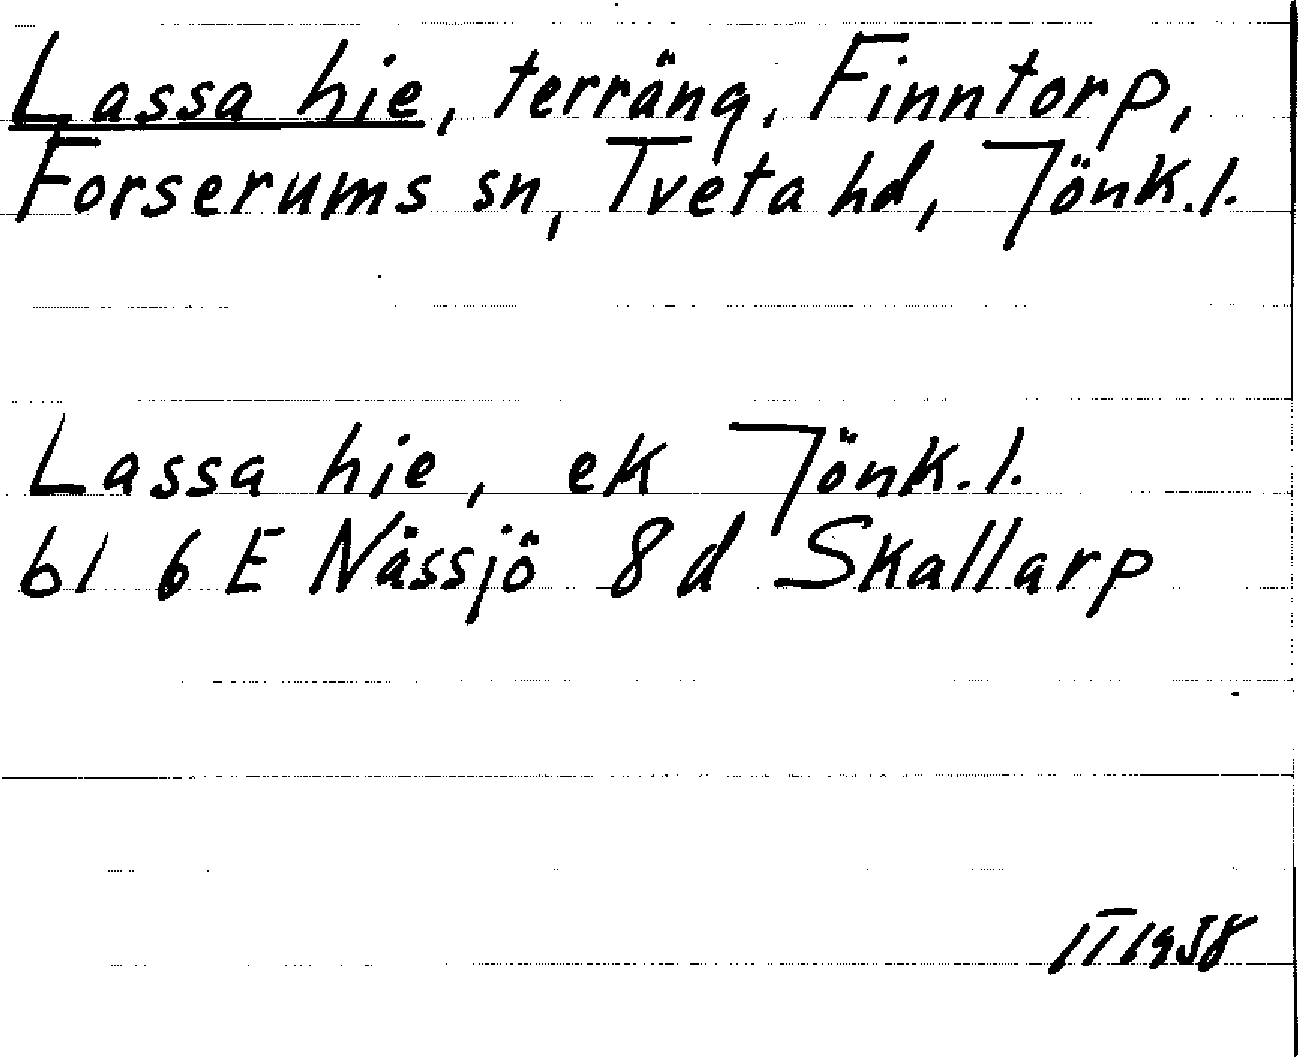 Lassa hie, terräng, Finntorp,
Forserums sn, Tveta hd, Jönk.l.
Lassa hie, ek Jönk.l.
bl 6 E Nässjö 8 d Skallarp
IT 1958